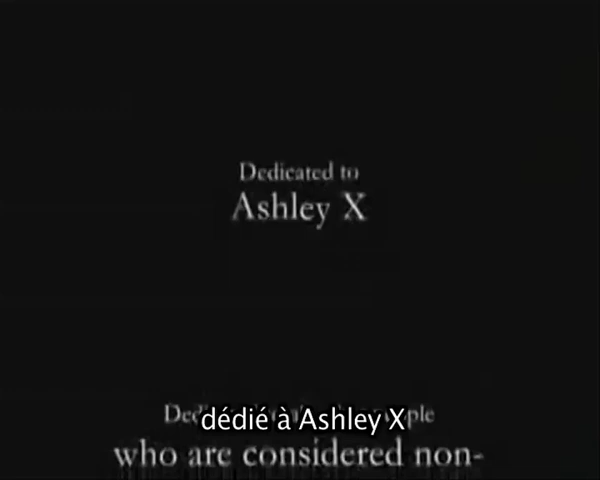 Dedicated to
Ashley X
dédié à Ashley X
who are considered non-